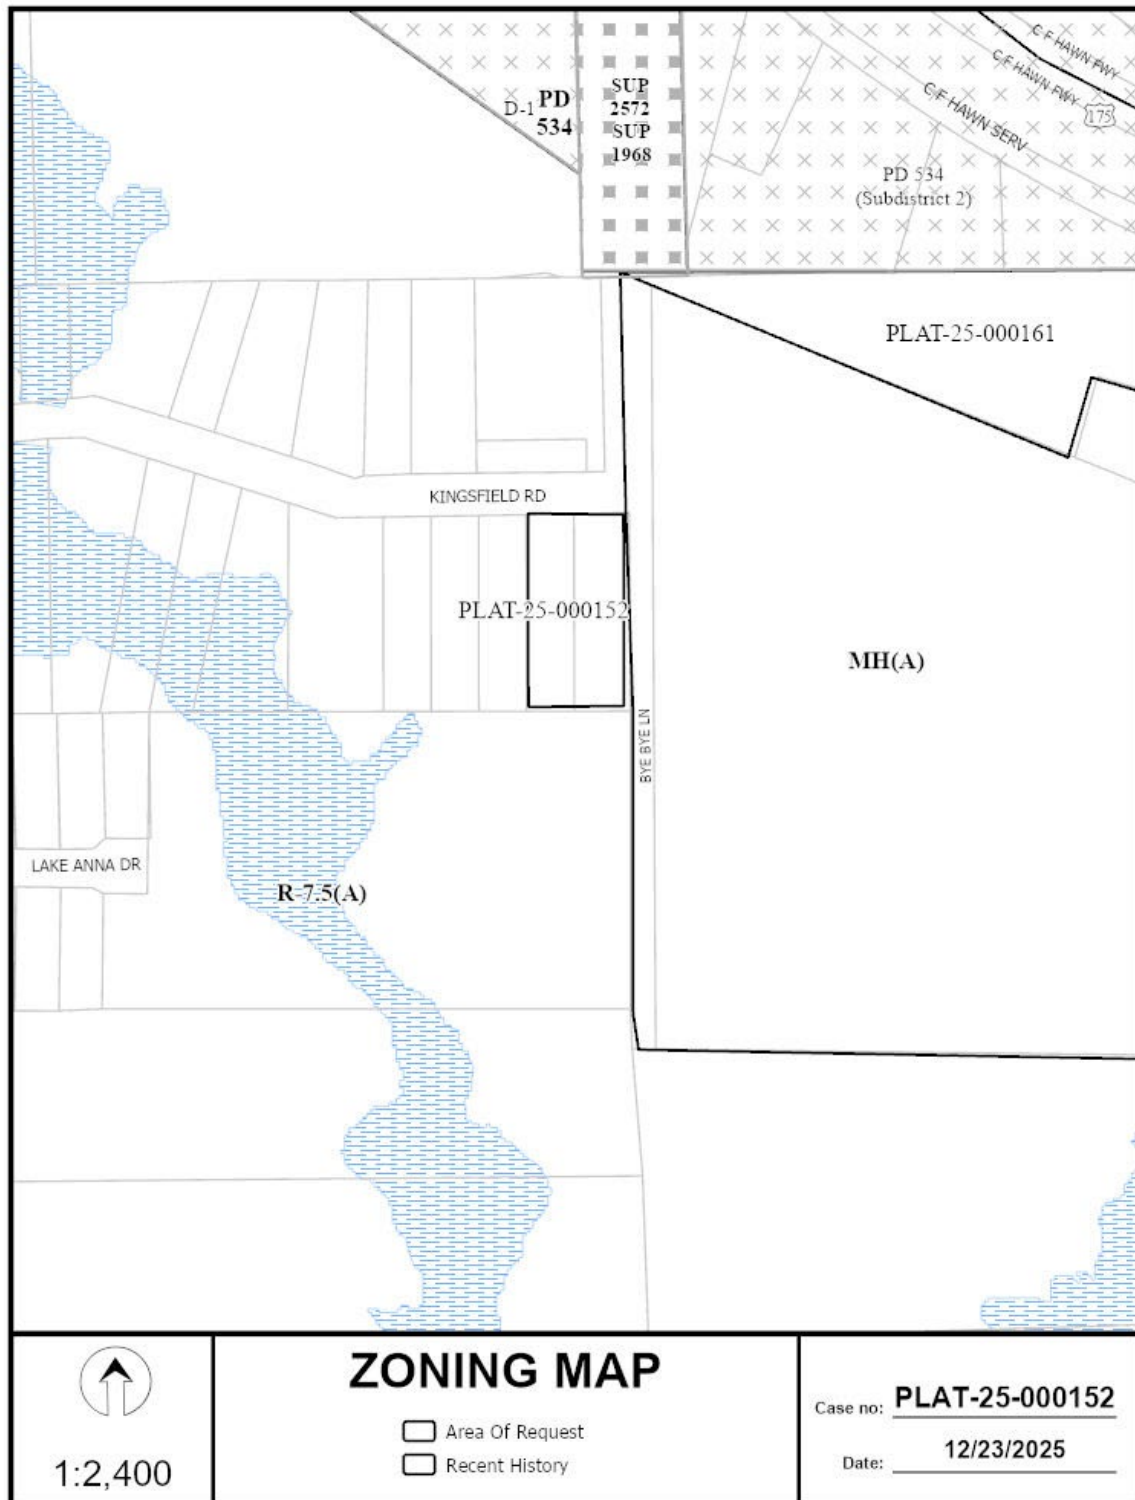 C F HAWN FWY
C F HAWN FWY
175
C F HAWN SERV
SUP
2572
SUP
1968
D-1 PD
534
PD 534
(Subdistrict 2)
PLAT-25-000161
KINGSFIELD RD
PLAT-25-000152
MH(A)
BYE BYE LN
LAKE ANNA DR
R-7.5(A)
1:2,400
ZONING MAP
Area Of Request
Recent History
Case no: PLAT-25-000152
Date: 12/23/2025